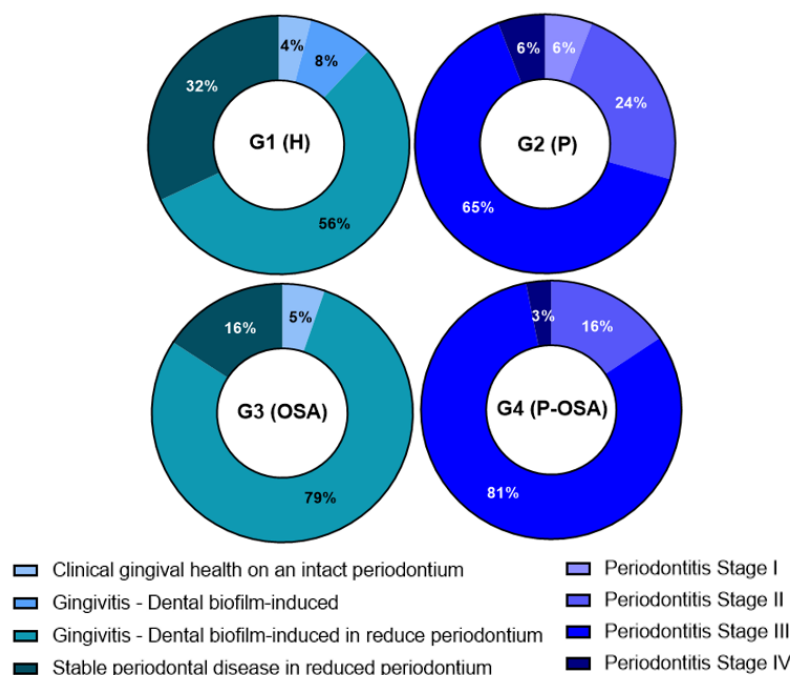 4%
8%
32%
G1 (H)
56%
6%
6%
24%
G2 (P)
65%
16%
5%
G3 (OSA)
79%
3%
16%
G4 (P-OSA)
81%
Clinical gingival health on an intact periodontium
Gingivitis - Dental biofilm-induced
Gingivitis - Dental biofilm-induced in reduce periodontium
Stable periodontal disease in reduced periodontium
Periodontitis Stage I
Periodontitis Stage II
Periodontitis Stage III
Periodontitis Stage IV